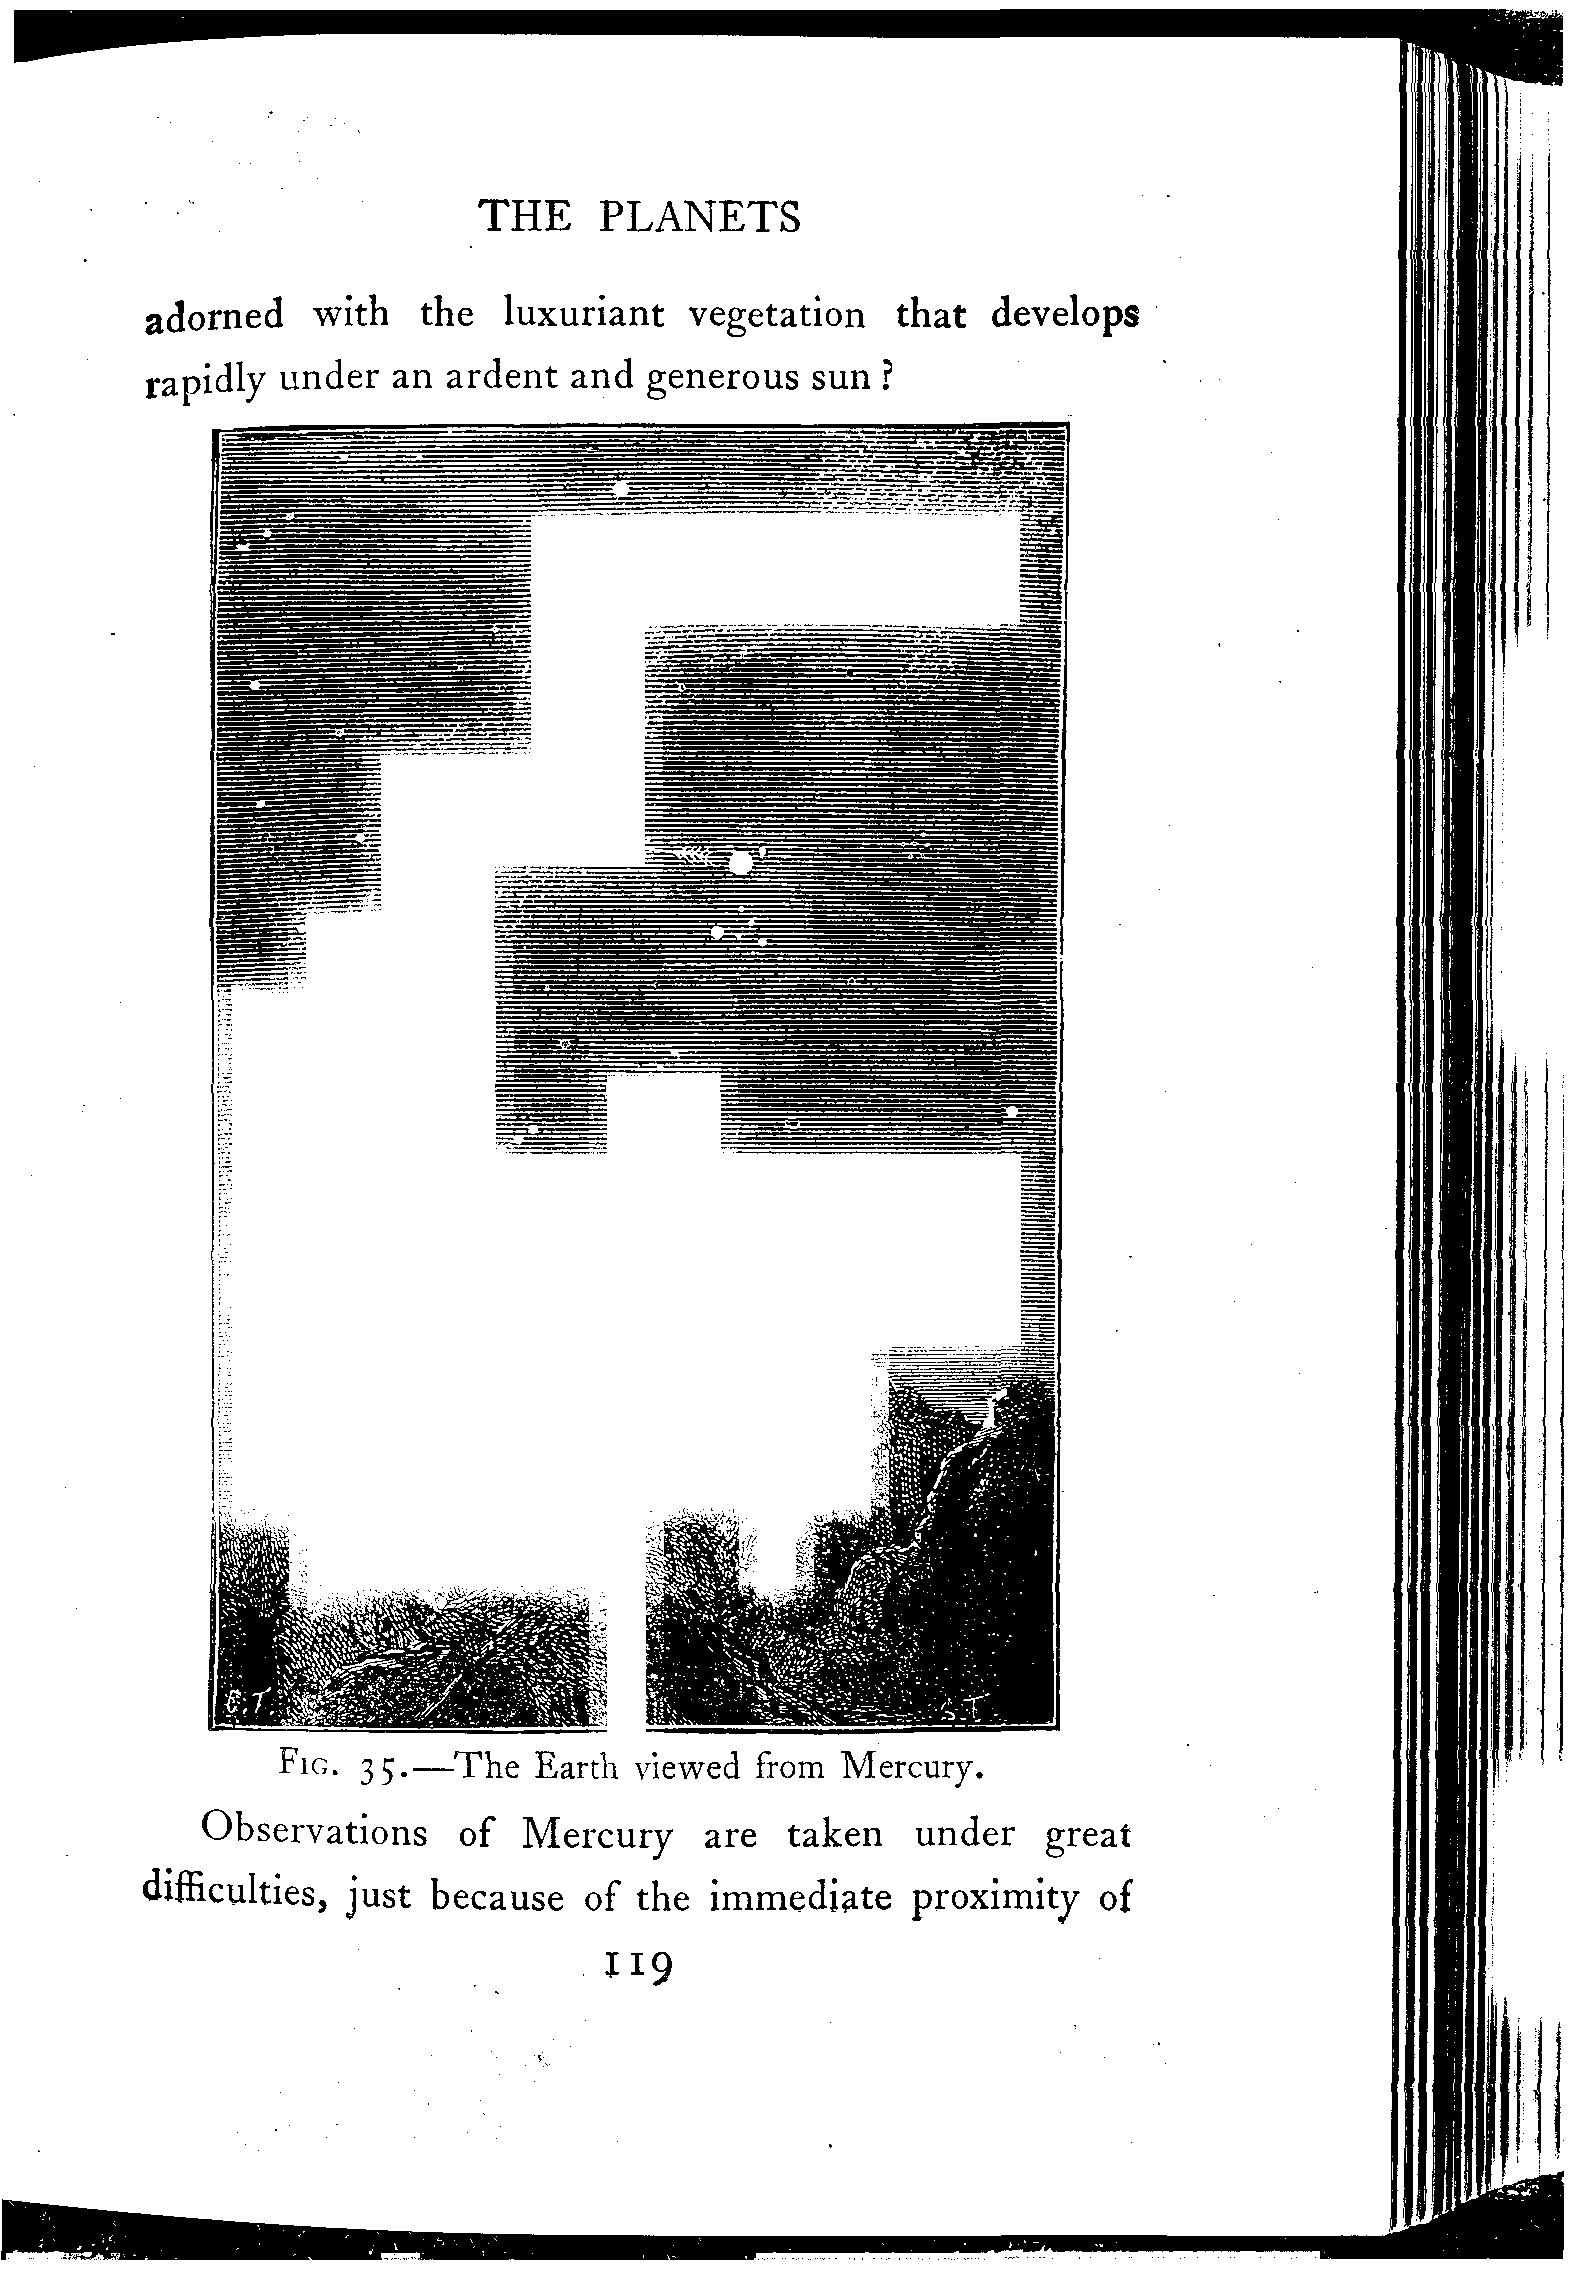 THE PLANETS
adorned with the luxuriant vegetation that develops
rapidly under an ardent and generous sun ?
S T
FIG. 35.—The Earth viewed from Mercury.
Observations of Mercury are taken under great
difficulties, just because of the immediate proximity of
119